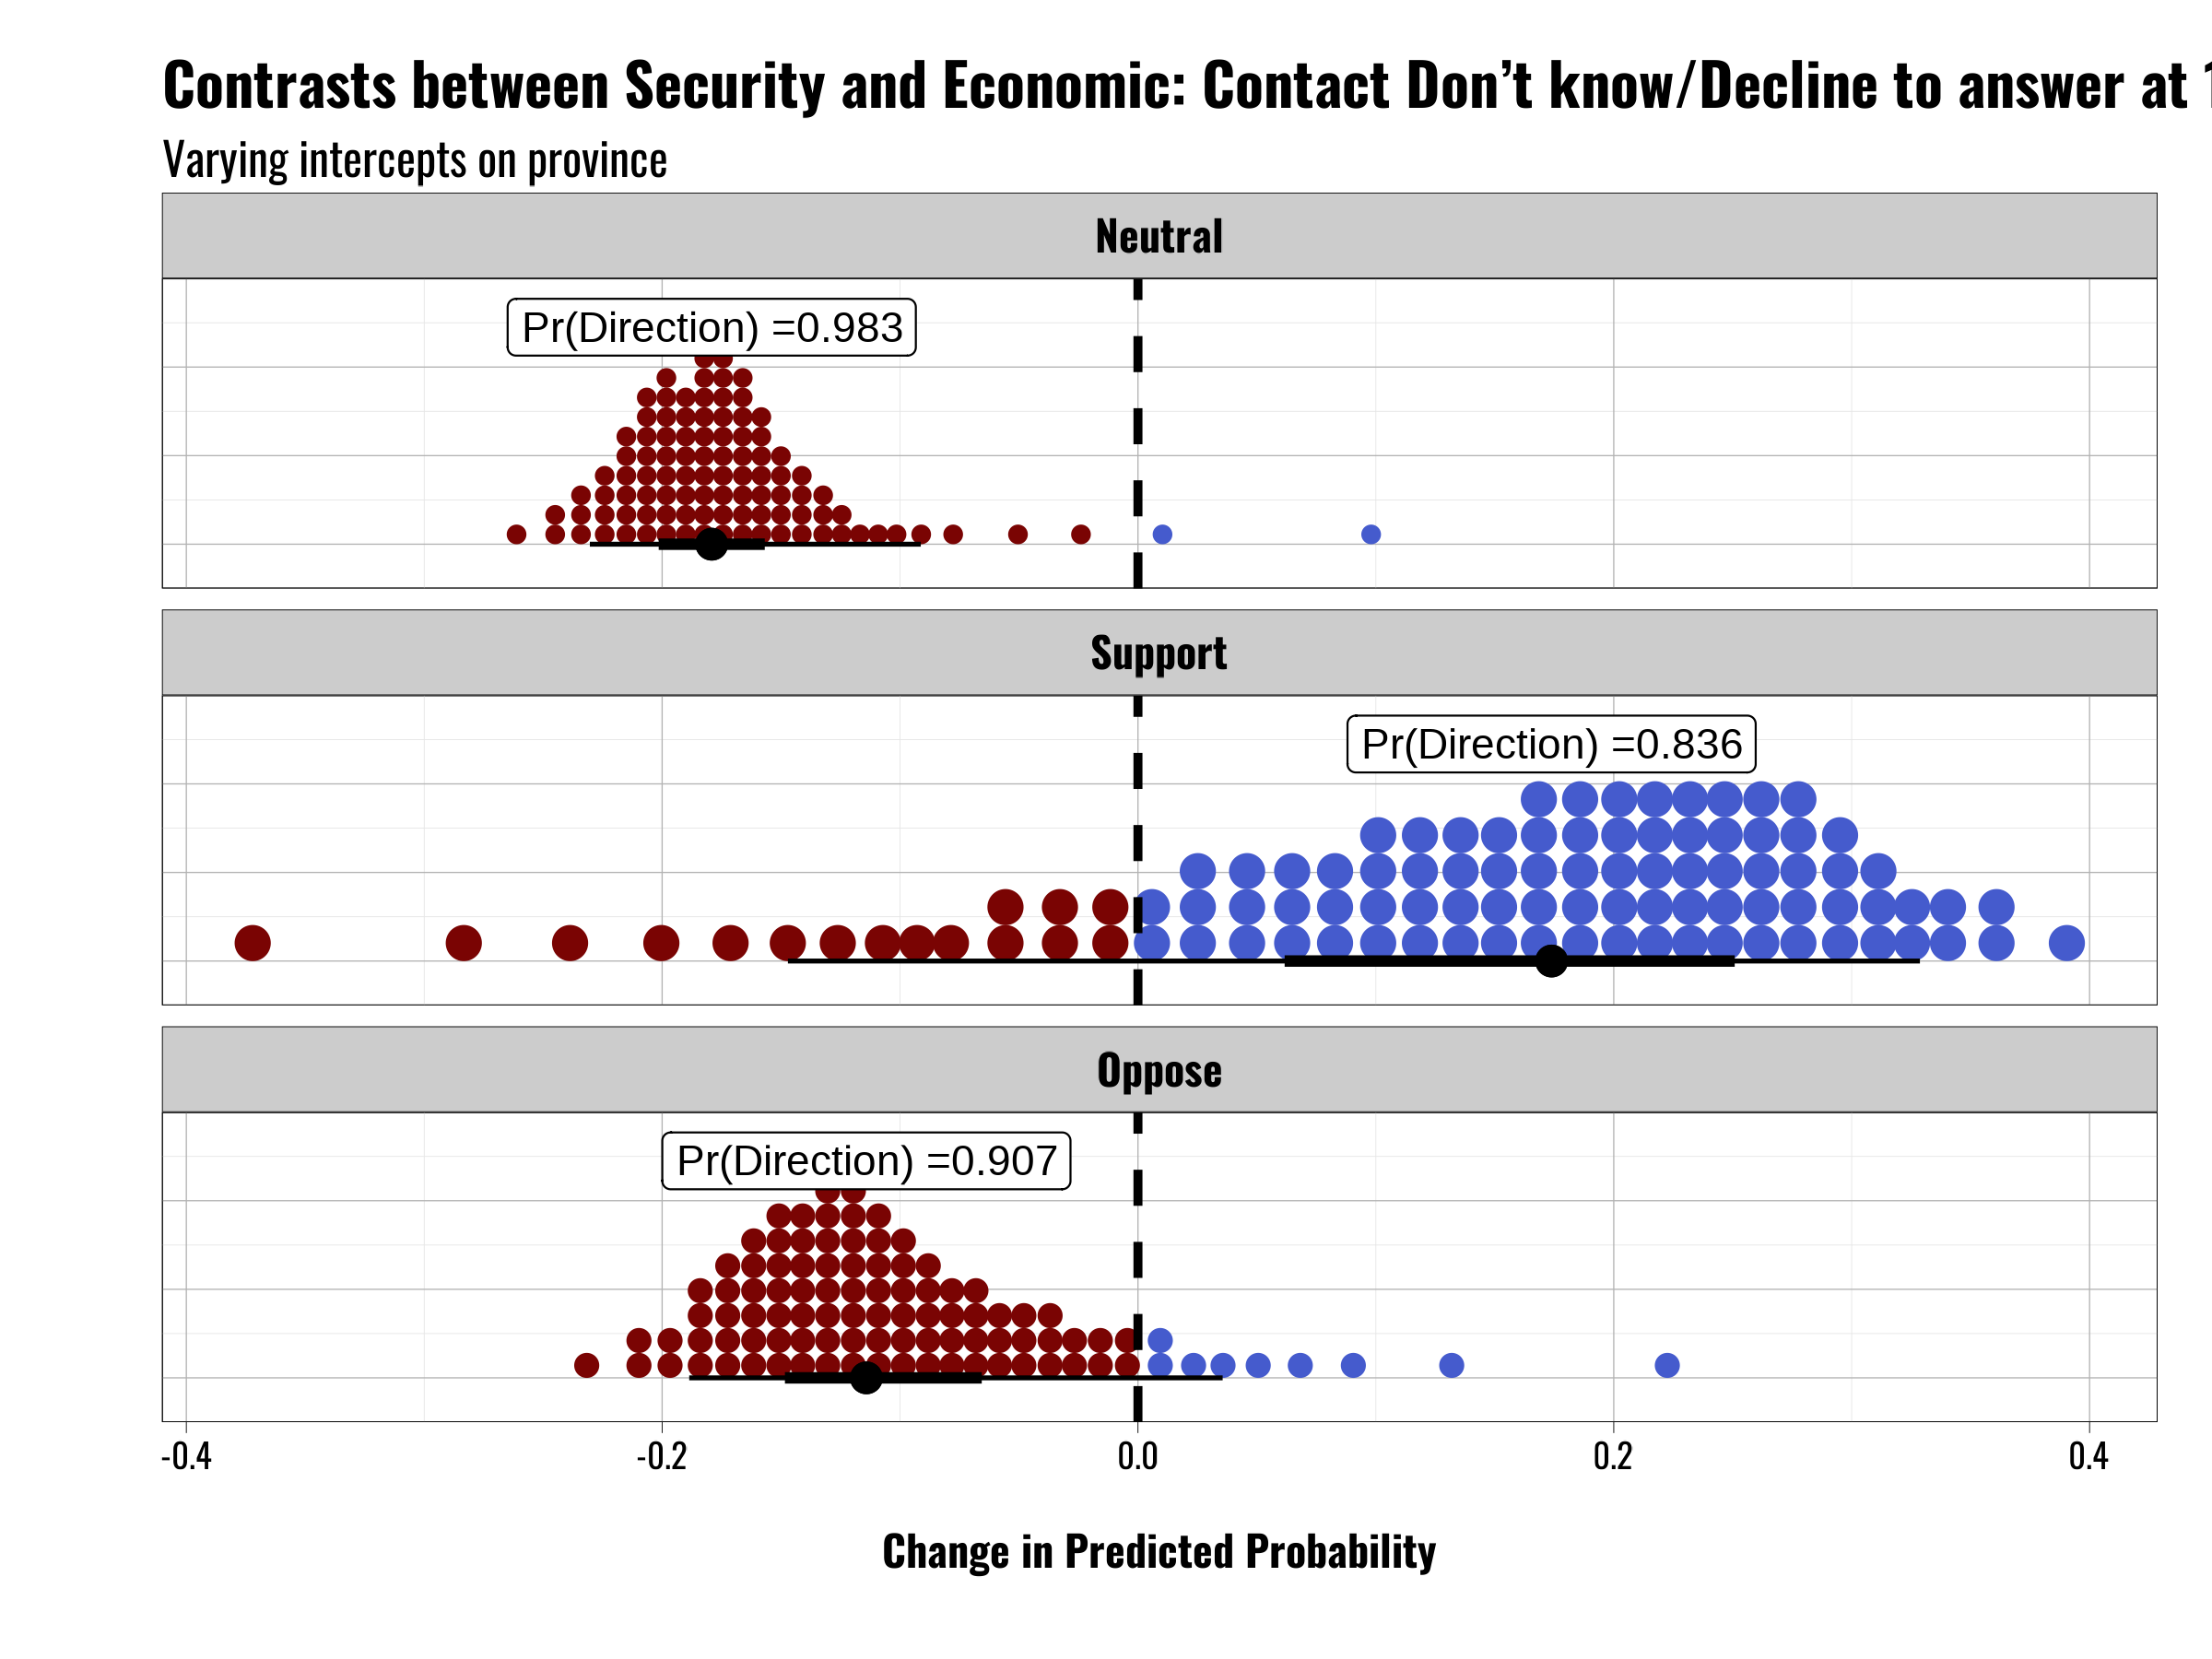 Contrasts between Security and Economic: Contact Don’t know/Decline to answer at
Varying intercepts on province
Neutral
Pr(Direction) =0.983
Support
Pr(Direction) =0.836
Oppose
Pr(Direction) =0.907
-0.4 -0.2 0.0 0.2 0.4
Change in Predicted Probability